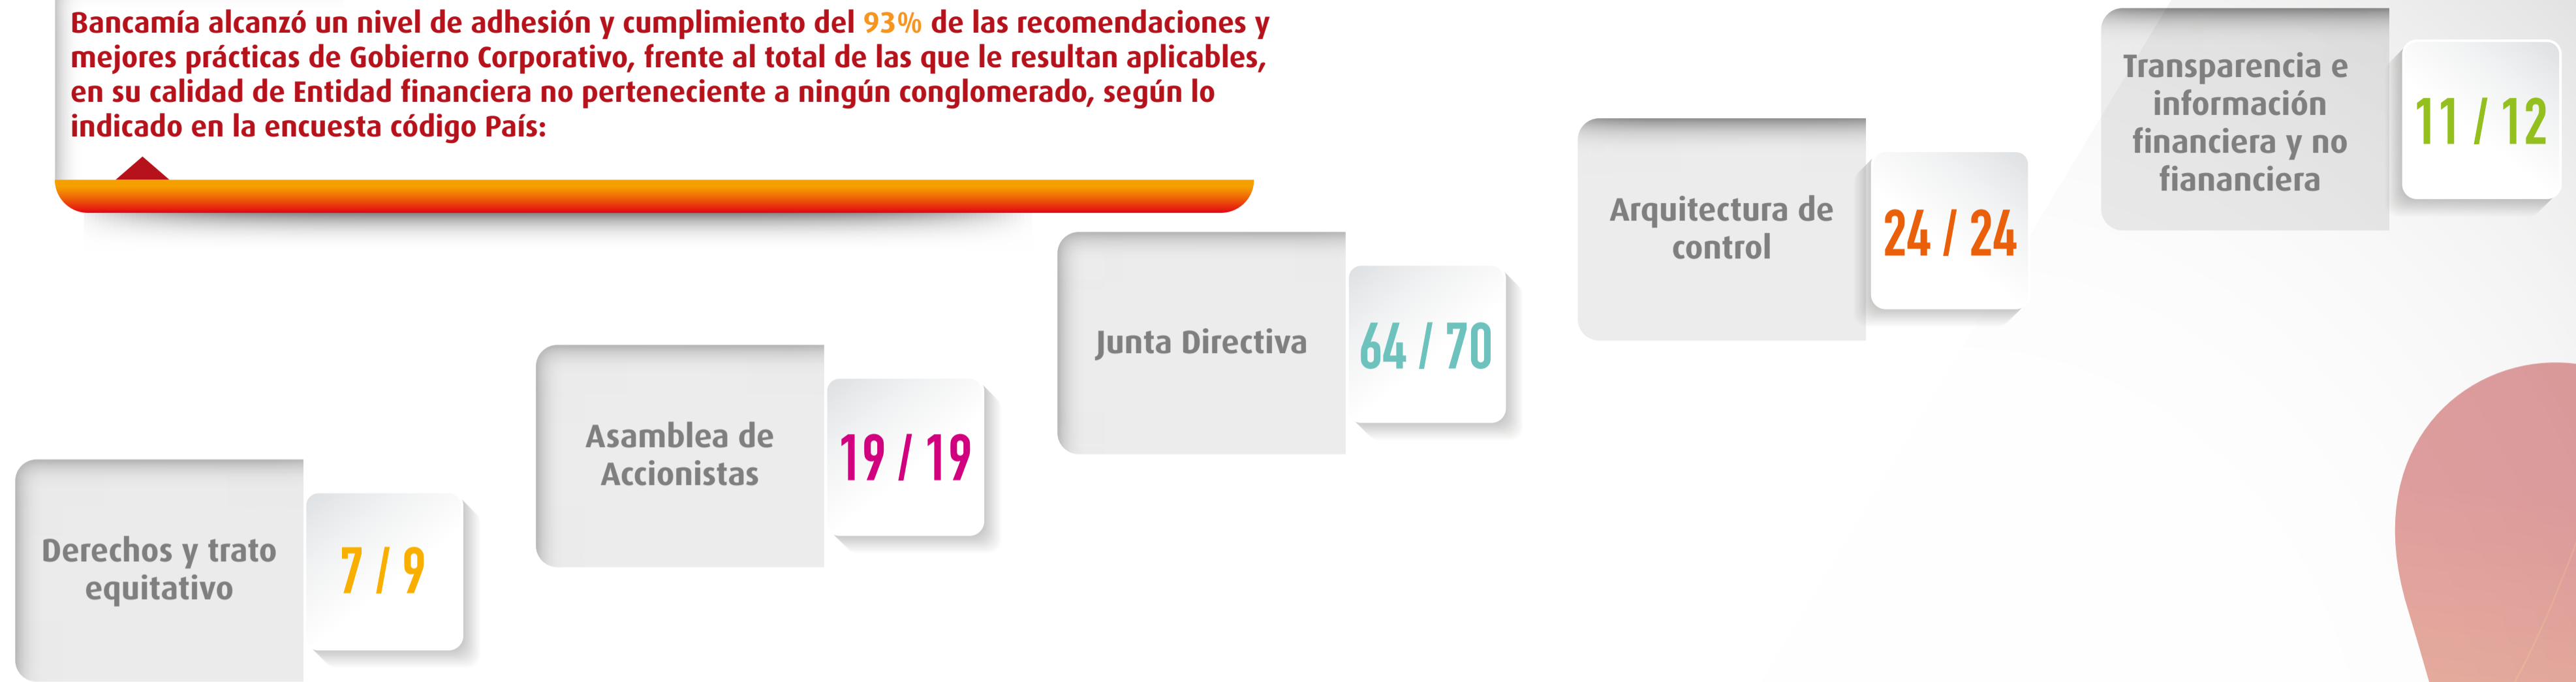 Bancamía alcanzó un nivel de adhesión y cumplimiento del 93% de las recomendaciones y
mejores prácticas de Gobierno Corporativo, frente al total de las que le resultan aplicables,
en su calidad de Entidad financiera no perteneciente a ningún conglomerado, según lo
indicado en la encuesta código País:
Derechos y trato
equitativo
7 / 9
Asamblea de
Accionistas
19 / 19
Junta Directiva
64 / 70
Arquitectura de
control
24 / 24
Transparencia e
información
financiera y no
fiananciera
11 / 12